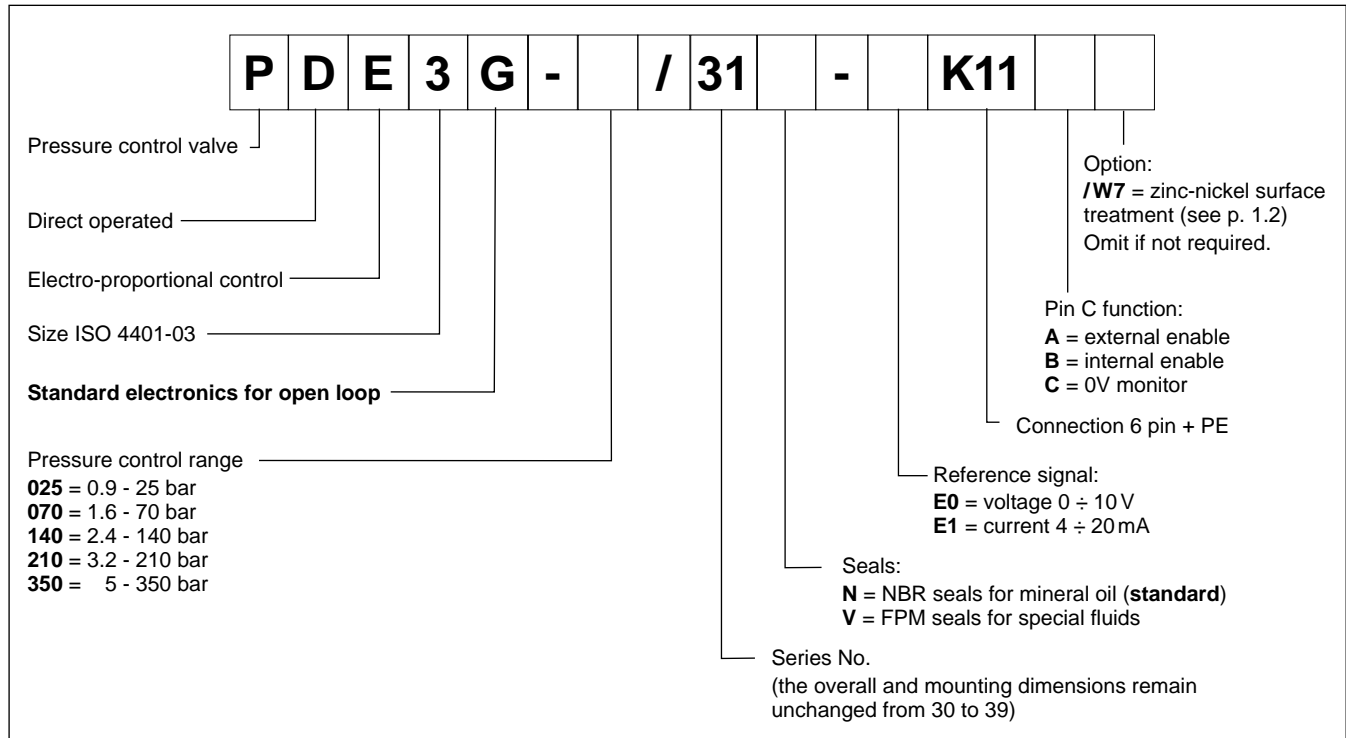 P D E 3 G - / 31 - K11
Pressure control valve
Direct operated
Electro-proportional control
Size ISO 4401-03
Standard electronics for open loop
Pressure control range
025 = 0.9 - 25 bar
070 = 1.6 - 70 bar
140 = 2.4 - 140 bar
210 = 3.2 - 210 bar
350 = 5 - 350 bar
Option:
/W7 = zinc-nickel surface
treatment (see p. 1.2)
Omit if not required.
Pin C function:
A = external enable
B = internal enable
C = 0V monitor
Connection 6 pin + PE
Reference signal:
E0 = voltage 0 ÷ 10 V
E1 = current 4 ÷ 20 mA
Seals:
N = NBR seals for mineral oil (standard)
V = FPM seals for special fluids
Series No.
(the overall and mounting dimensions remain
unchanged from 30 to 39)